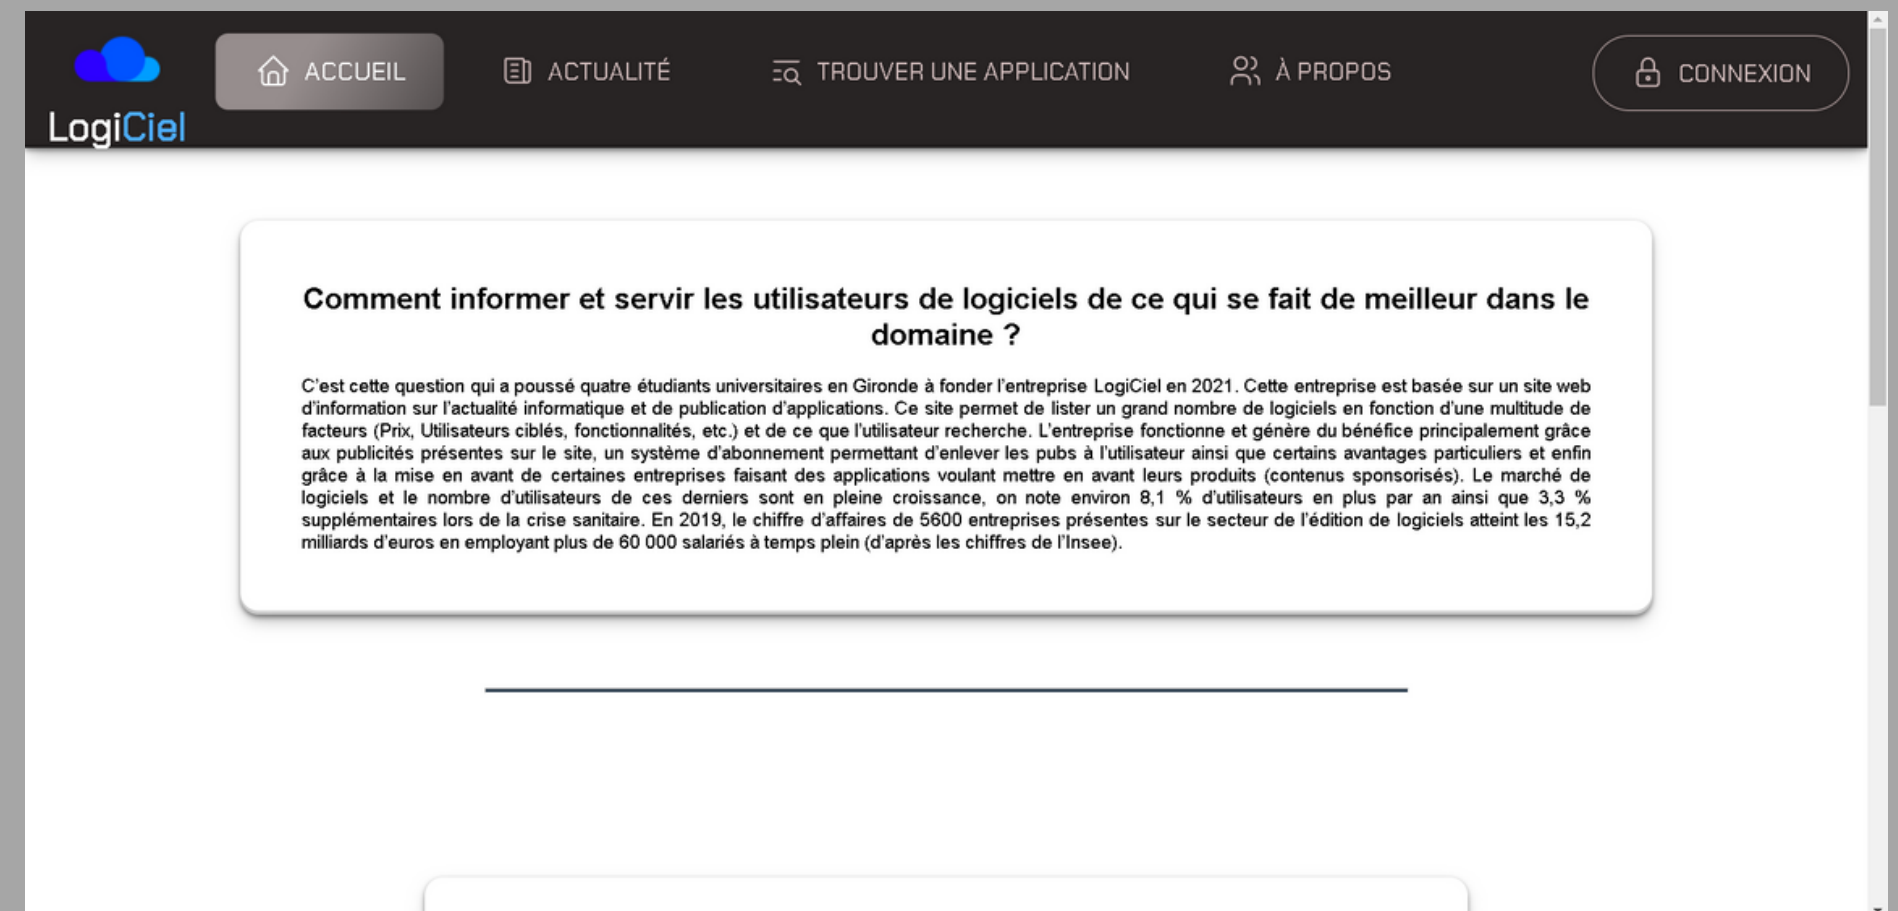 LogiCiel
ACCUEIL
ACTUALITÉ
TROUVER UNE APPLICATION
À PROPOS
CONNEXION
Comment informer et servir les utilisateurs de logiciels de ce qui se fait de meilleur dans le
domaine ?
C'est cette question qui a poussé quatre étudiants universitaires en Gironde à fonder l'entreprise LogiCiel en 2021. Cette entreprise est basée sur un site web
d'information sur l'actualité informatique et de publication d'applications. Ce site permet de lister un grand nombre de logiciels en fonction d'une multitude de
facteurs (Prix, Utilisateurs ciblés, fonctionnalités, etc.) et de ce que l'utilisateur recherche. L'entreprise fonctionne et génère du bénéfice principalement grâce
aux publicités présentes sur le site, un système d'abonnement permettant d'enlever les pubs à l'utilisateur ainsi que certains avantages particuliers et enfin
grâce à la mise en avant de certaines entreprises faisant des applications voulant mettre en avant leurs produits (contenus sponsorisés). Le marché de
logiciels et le nombre d'utilisateurs de ces derniers sont en pleine croissance, on note environ 8,1 % d'utilisateurs en plus par an ainsi que 3,3 %
supplémentaires lors de la crise sanitaire. En 2019, le chiffre d'affaires de 5600 entreprises présentes sur le secteur de l'édition de logiciels atteint les 15,2
milliards d'euros en employant plus de 60 000 salariés à temps plein (d'après les chiffres de l'Insee).